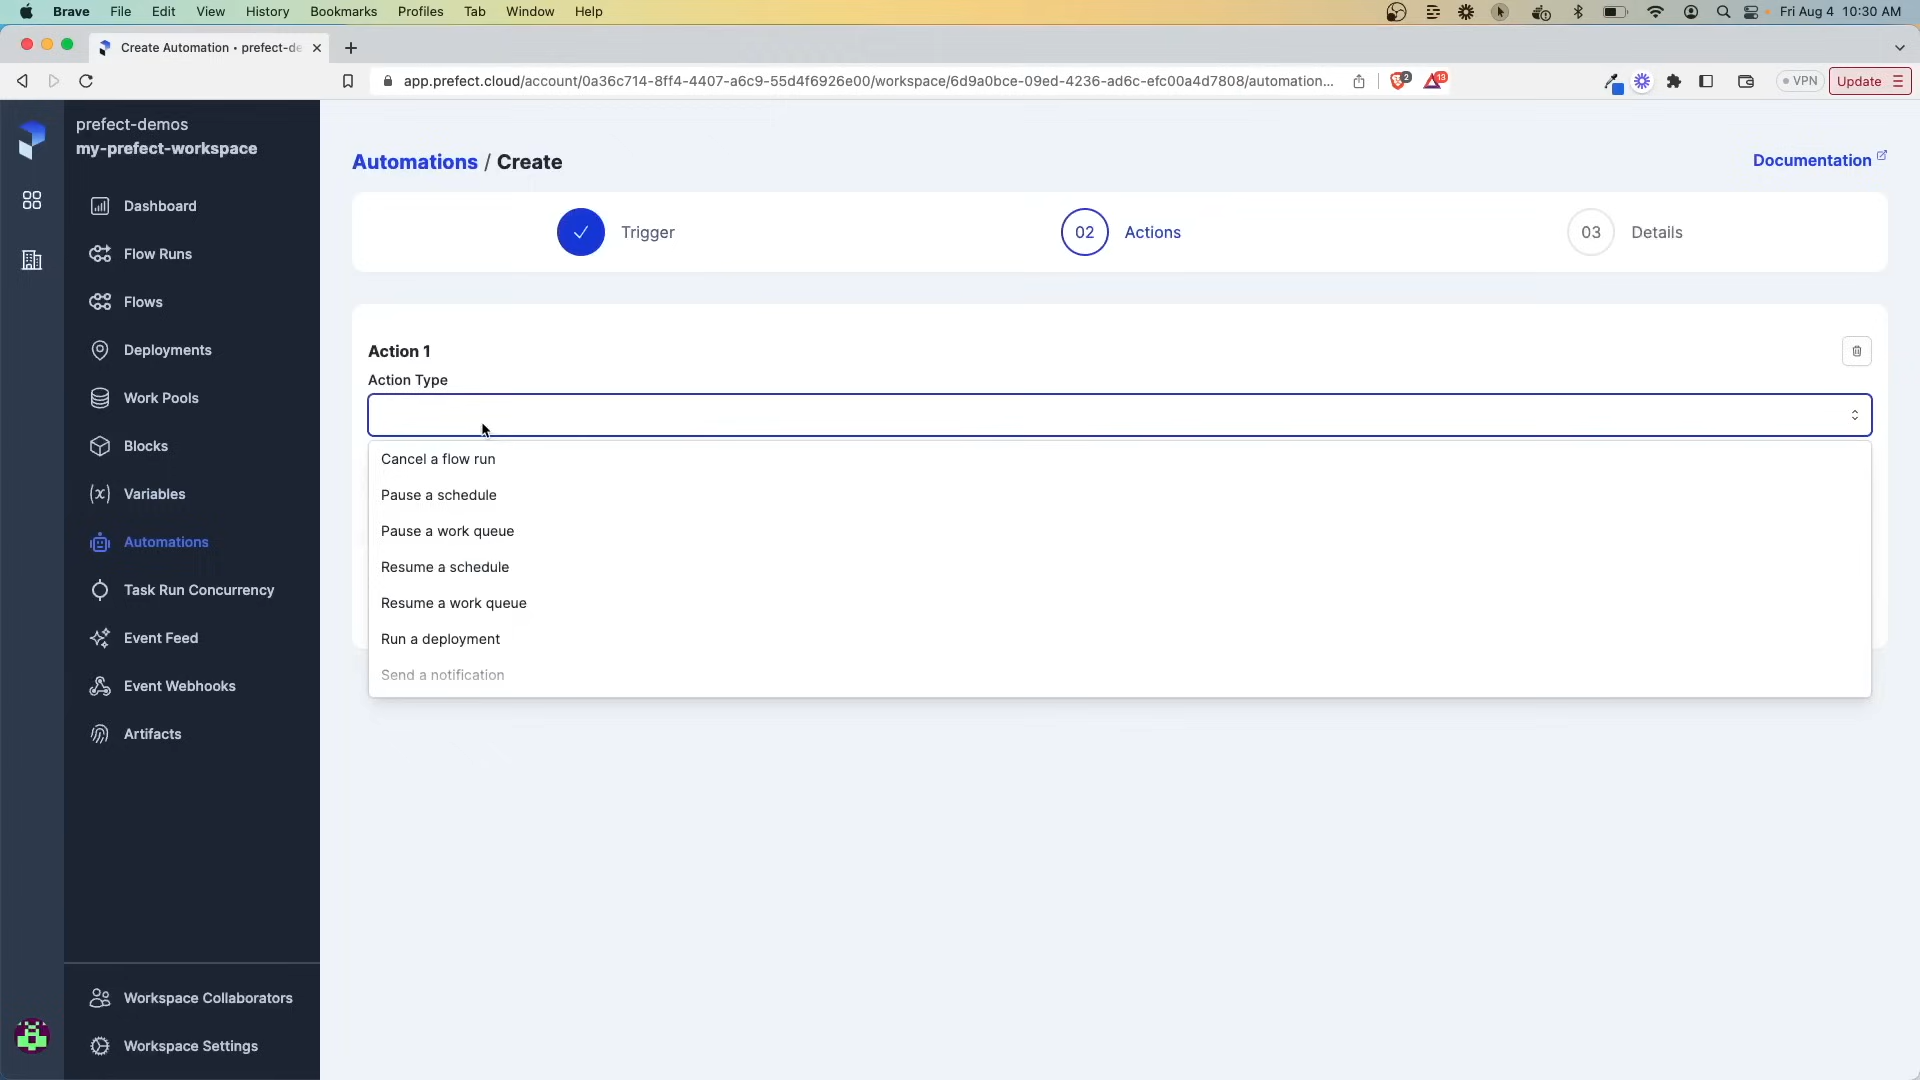 Brave File Edit View History Bookmarks Profiles Tab Window Help
Fri Aug 4 10:30 AM
Create Automation • prefect-de
app.prefect.cloud/account/0a36c714-8ff4-4407-a6c9-55d4f6926e00/workspace/6d9a0bce-09ed-4236-ad6c-efc00a4d7808/automation...
2
13
VPN
Update
prefect-demos
my-prefect-workspace
Dashboard
Flow Runs
Flows
Deployments
Work Pools
Blocks
Variables
Automations
Task Run Concurrency
Event Feed
Event Webhooks
Artifacts
Workspace Collaborators
Workspace Settings
Automations / Create
Documentation
Trigger
02 Actions
03 Details
Action 1
Action Type
Cancel a flow run
Pause a schedule
Pause a work queue
Resume a schedule
Resume a work queue
Run a deployment
Send a notification